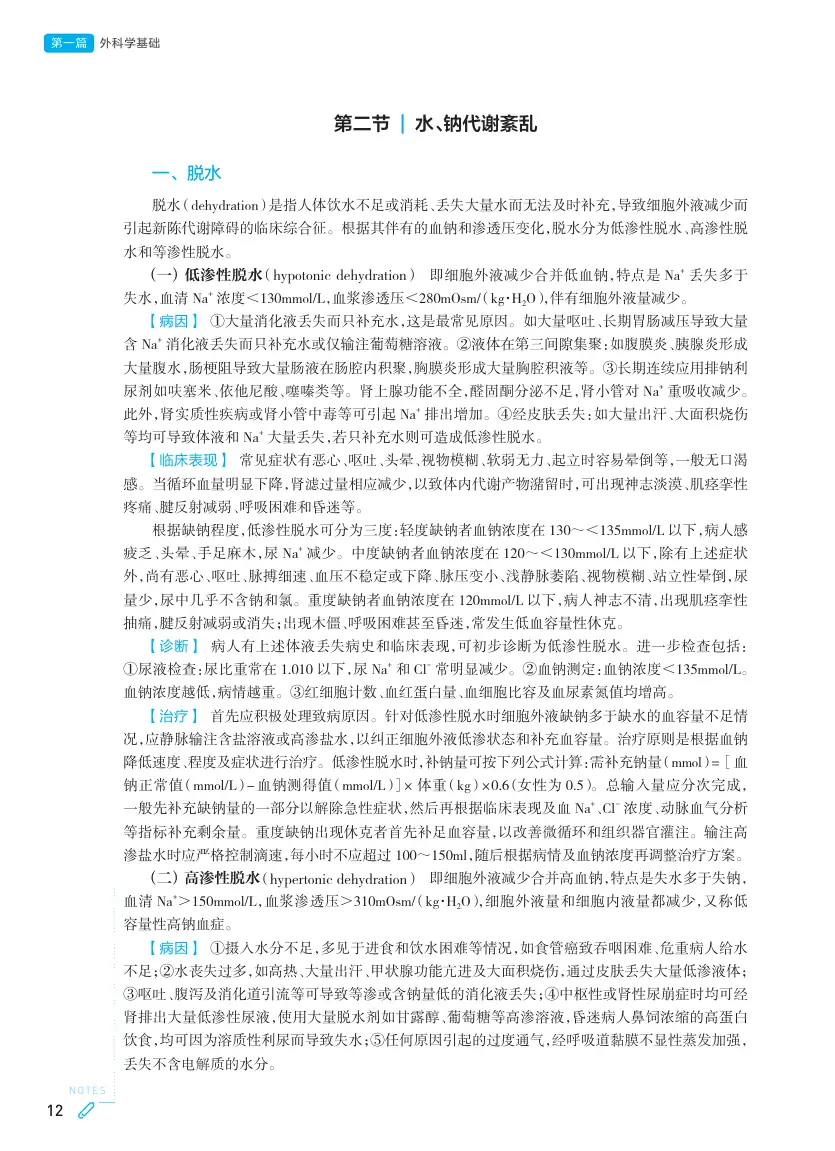 第一篇 外科学基础
第二节 | 水、钠代谢紊乱
一、脱水
脱水(dehydration)是指人体饮水不足或消耗、丢失大量水而无法及时补充,导致细胞外液减少而
引起新陈代谢障碍的临床综合征。根据其伴有的血钠和渗透压变化,脱水分为低渗性脱水、高渗性脱
水和等渗性脱水。
(一)低渗性脱水(hypotonic dehydration) 即细胞外液减少合并低血钠,特点是 Na⁺ 丢失多于
失水,血清 Na⁺ 浓度<130mmol/L,血浆渗透压<280mOsm/(kg·H₂O),伴有细胞外液量减少。
【病因】 ①大量消化液丢失而只补充水,这是最常见原因。如大量呕吐、长期胃肠减压导致大量
含 Na⁺ 消化液丢失而只补充水或仅输注葡萄糖溶液。②液体在第三间隙集聚:如腹膜炎、胰腺炎形成
大量腹水,肠梗阻导致大量肠液在肠腔内积聚,胸膜炎形成大量胸腔积液等。③长期连续应用排钠利
尿剂如呋塞米、依他尼酸、噻嗪类等。肾上腺功能不全,醛固酮分泌不足,肾小管对 Na⁺ 重吸收减少。
此外,肾实质性疾病或肾小管中毒等可引起 Na⁺ 排出增加。④经皮肤丢失:如大量出汗、大面积烧伤
等均可导致体液和 Na⁺ 大量丢失,若只补充水则可造成低渗性脱水。
【临床表现】 常见症状有恶心、呕吐、头晕、视物模糊、软弱无力、起立时容易晕倒等,一般无口渴
感。当循环血量明显下降,肾滤过量相应减少,以致体内代谢产物潴留时,可出现神志淡漠、肌痉挛性
疼痛、腱反射减弱、呼吸困难和昏迷等。
根据缺钠程度,低渗性脱水可分为三度:轻度缺钠者血钠浓度在 130~<135mmol/L 以下,病人感
疲乏、头晕、手足麻木,尿 Na⁺ 减少。中度缺钠者血钠浓度在 120~<130mmol/L 以下,除有上述症状
外,尚有恶心、呕吐、脉搏细速、血压不稳定或下降、脉压变小、浅静脉萎陷、视物模糊、站立性晕倒,尿
量少,尿中几乎不含钠和氯。重度缺钠者血钠浓度在 120mmol/L 以下,病人神志不清,出现肌痉挛性
抽痛,腱反射减弱或消失;出现木僵、呼吸困难甚至昏迷,常发生低血容量性休克。
【诊断】 病人有上述体液丢失病史和临床表现,可初步诊断为低渗性脱水。进一步检查包括:
①尿液检查:尿比重常在 1.010 以下,尿 Na⁺ 和 Cl⁻ 常明显减少。②血钠测定:血钠浓度<135mmol/L。
血钠浓度越低,病情越重。③红细胞计数、血红蛋白量、血细胞比容及血尿素氮值均增高。
【治疗】 首先应积极处理致病原因。针对低渗性脱水时细胞外液缺钠多于缺水的血容量不足情
况,应静脉输注含盐溶液或高渗盐水,以纠正细胞外液低渗状态和补充血容量。治疗原则是根据血钠
降低速度、程度及症状进行治疗。低渗性脱水时,补钠量可按下列公式计算:需补充钠量(mmol)=[血
钠正常值(mmol/L)-血钠测得值(mmol/L)]×体重(kg)×0.6(女性为 0.5)。总输入量应分次完成,
一般先补充缺钠量的一部分以解除急性症状,然后再根据临床表现及血 Na⁺、Cl⁻ 浓度、动脉血气分析
等指标补充剩余量。重度缺钠出现休克者首先补足血容量,以改善微循环和组织器官灌注。输注高
渗盐水时应严格控制滴速,每小时不应超过 100~150ml,随后根据病情及血钠浓度再调整治疗方案。
(二)高渗性脱水(hypertonic dehydration) 即细胞外液减少合并高血钠,特点是失水多于失钠,
血清 Na⁺>150mmol/L,血浆渗透压>310mOsm/(kg·H₂O),细胞外液量和细胞内液量都减少,又称低
容量性高钠血症。
【病因】 ①摄入水分不足,多见于进食和饮水困难等情况,如食管癌致吞咽困难、危重病人给水
不足;②水丧失过多,如高热、大量出汗、甲状腺功能亢进及大面积烧伤,通过皮肤丢失大量低渗液体;
③呕吐、腹泻及消化道引流等可导致等渗或含钠量低的消化液丢失;④中枢性或肾性尿崩症时均可经
肾排出大量低渗性尿液,使用大量脱水剂如甘露醇、葡萄糖等高渗溶液,昏迷病人鼻饲浓缩的高蛋白
饮食,均可因为溶质性利尿而导致失水;⑤任何原因引起的过度通气,经呼吸道黏膜不显性蒸发加强,
丢失不含电解质的水分。
NOTES
12